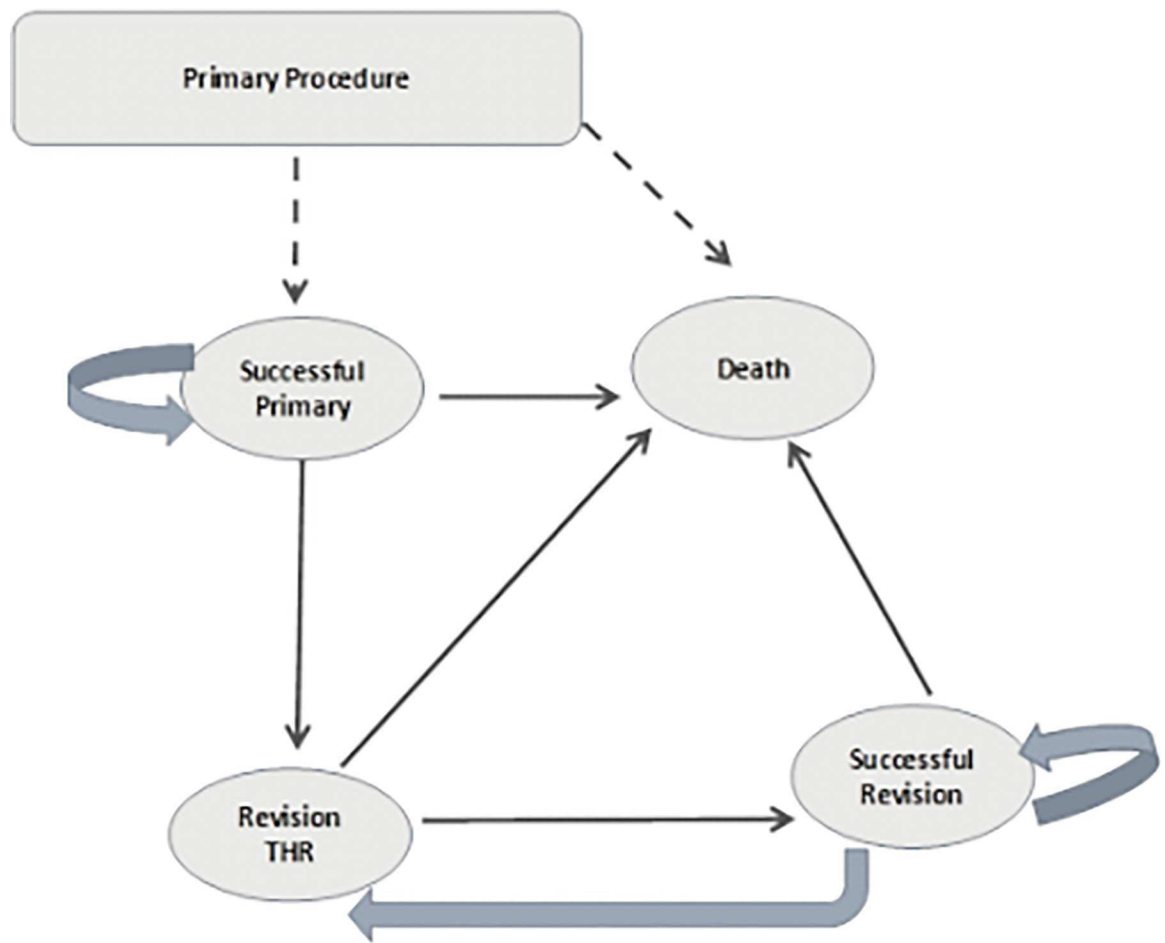 Primary Procedure
Successful
Primary
Death
Successful
Revision
Revision
THR